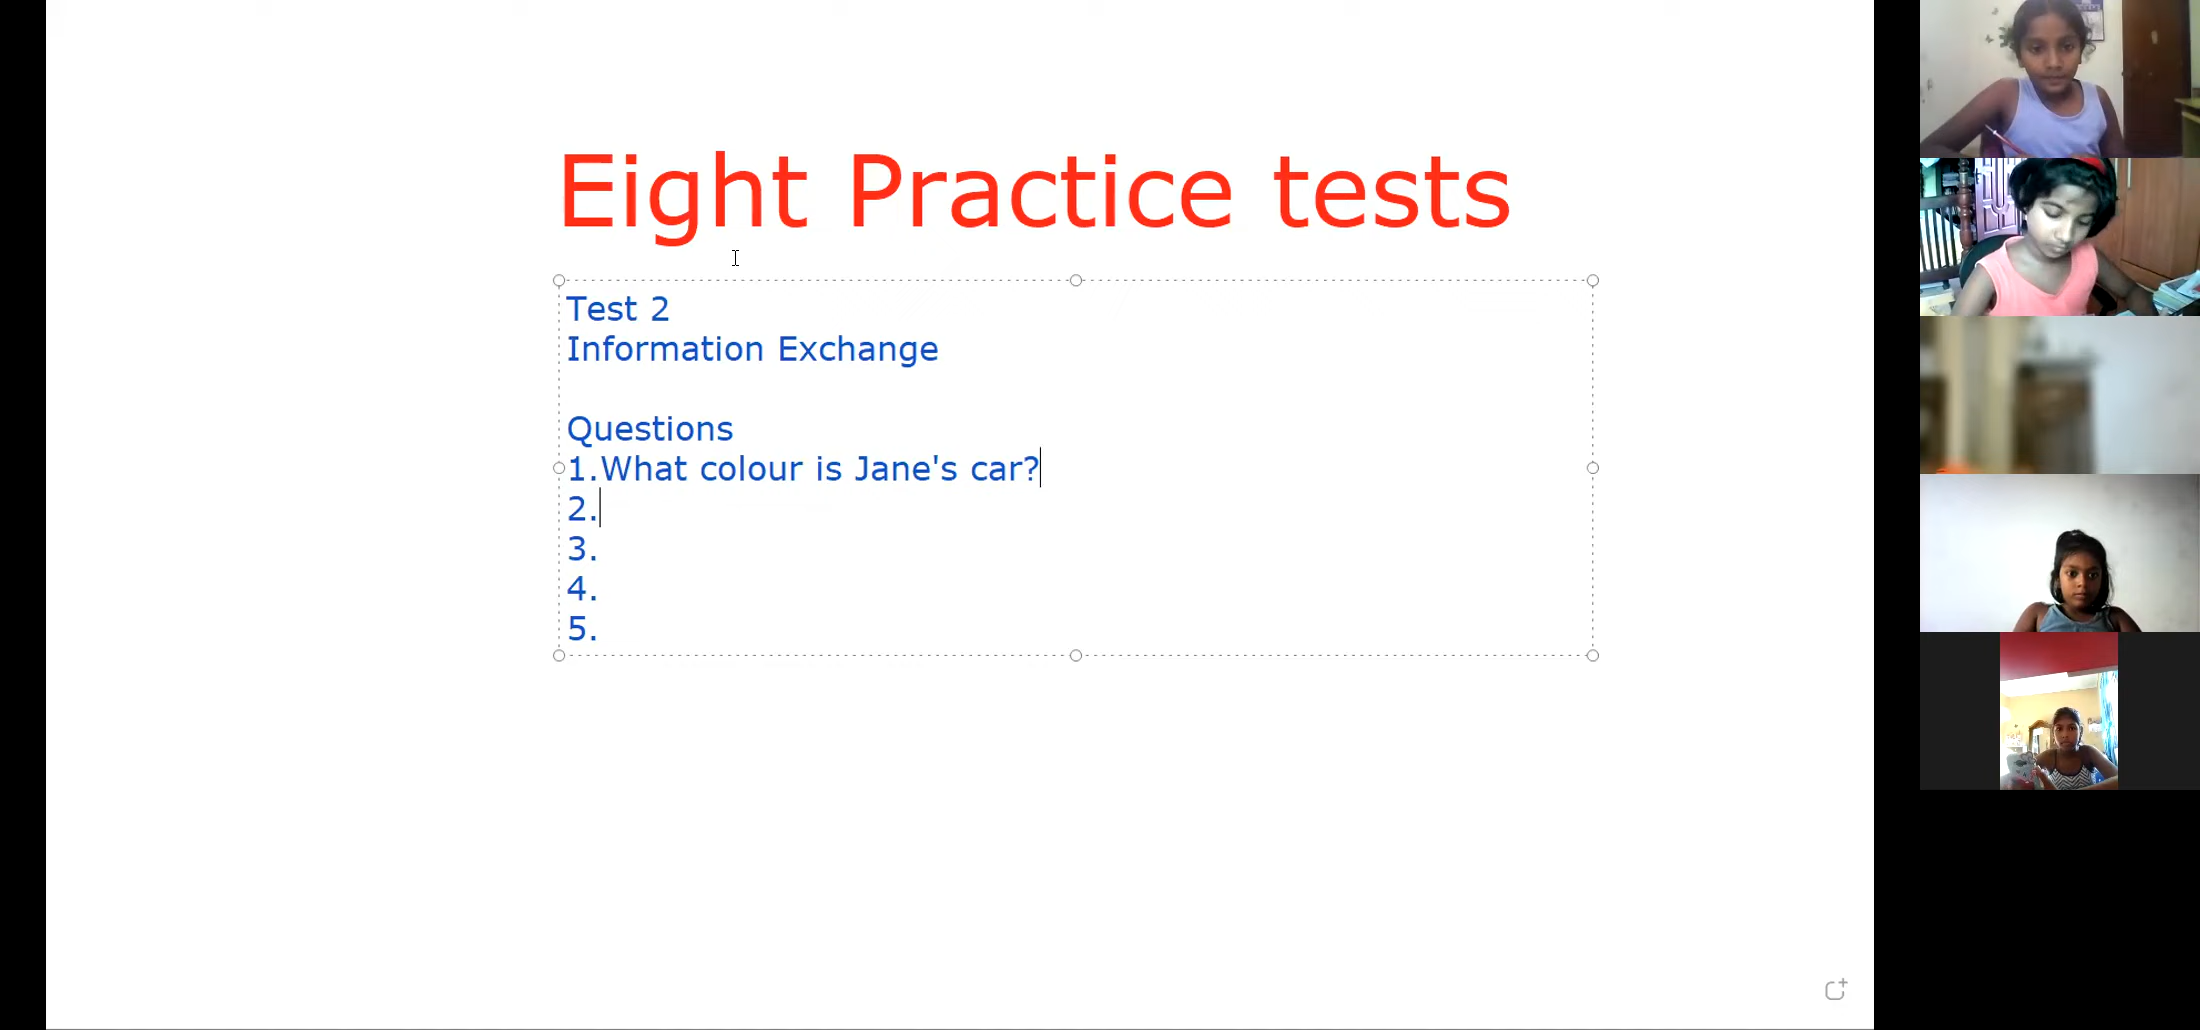 Eight Practice tests
Test 2
Information Exchange
Questions
1.What colour is Jane's car?
2.
3.
4.
5.